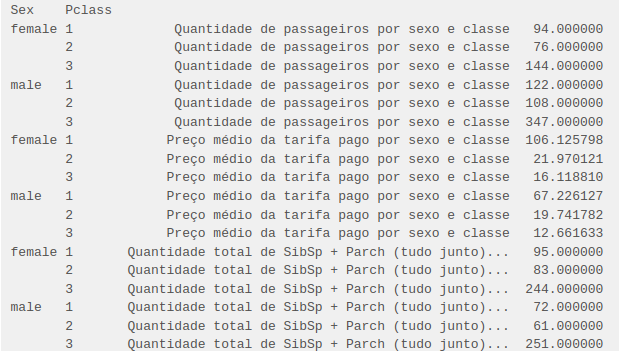 Sex    Pclass
female 1    Quantidade de passageiros por sexo e classe    94.000000
2    Quantidade de passageiros por sexo e classe    76.000000
3    Quantidade de passageiros por sexo e classe    144.000000
male   1    Quantidade de passageiros por sexo e classe    122.000000
2    Quantidade de passageiros por sexo e classe    108.000000
3    Quantidade de passageiros por sexo e classe    347.000000
female 1    Preço médio da tarifa pago por sexo e classe    106.125798
2    Preço médio da tarifa pago por sexo e classe    21.970121
3    Preço médio da tarifa pago por sexo e classe    16.118810
male   1    Preço médio da tarifa pago por sexo e classe    67.226127
2    Preço médio da tarifa pago por sexo e classe    19.741782
3    Preço médio da tarifa pago por sexo e classe    12.661633
female 1    Quantidade total de SibSp + Parch (tudo junto)...    95.000000
2    Quantidade total de SibSp + Parch (tudo junto)...    83.000000
3    Quantidade total de SibSp + Parch (tudo junto)...    244.000000
male   1    Quantidade total de SibSp + Parch (tudo junto)...    72.000000
2    Quantidade total de SibSp + Parch (tudo junto)...    61.000000
3    Quantidade total de SibSp + Parch (tudo junto)...    251.000000